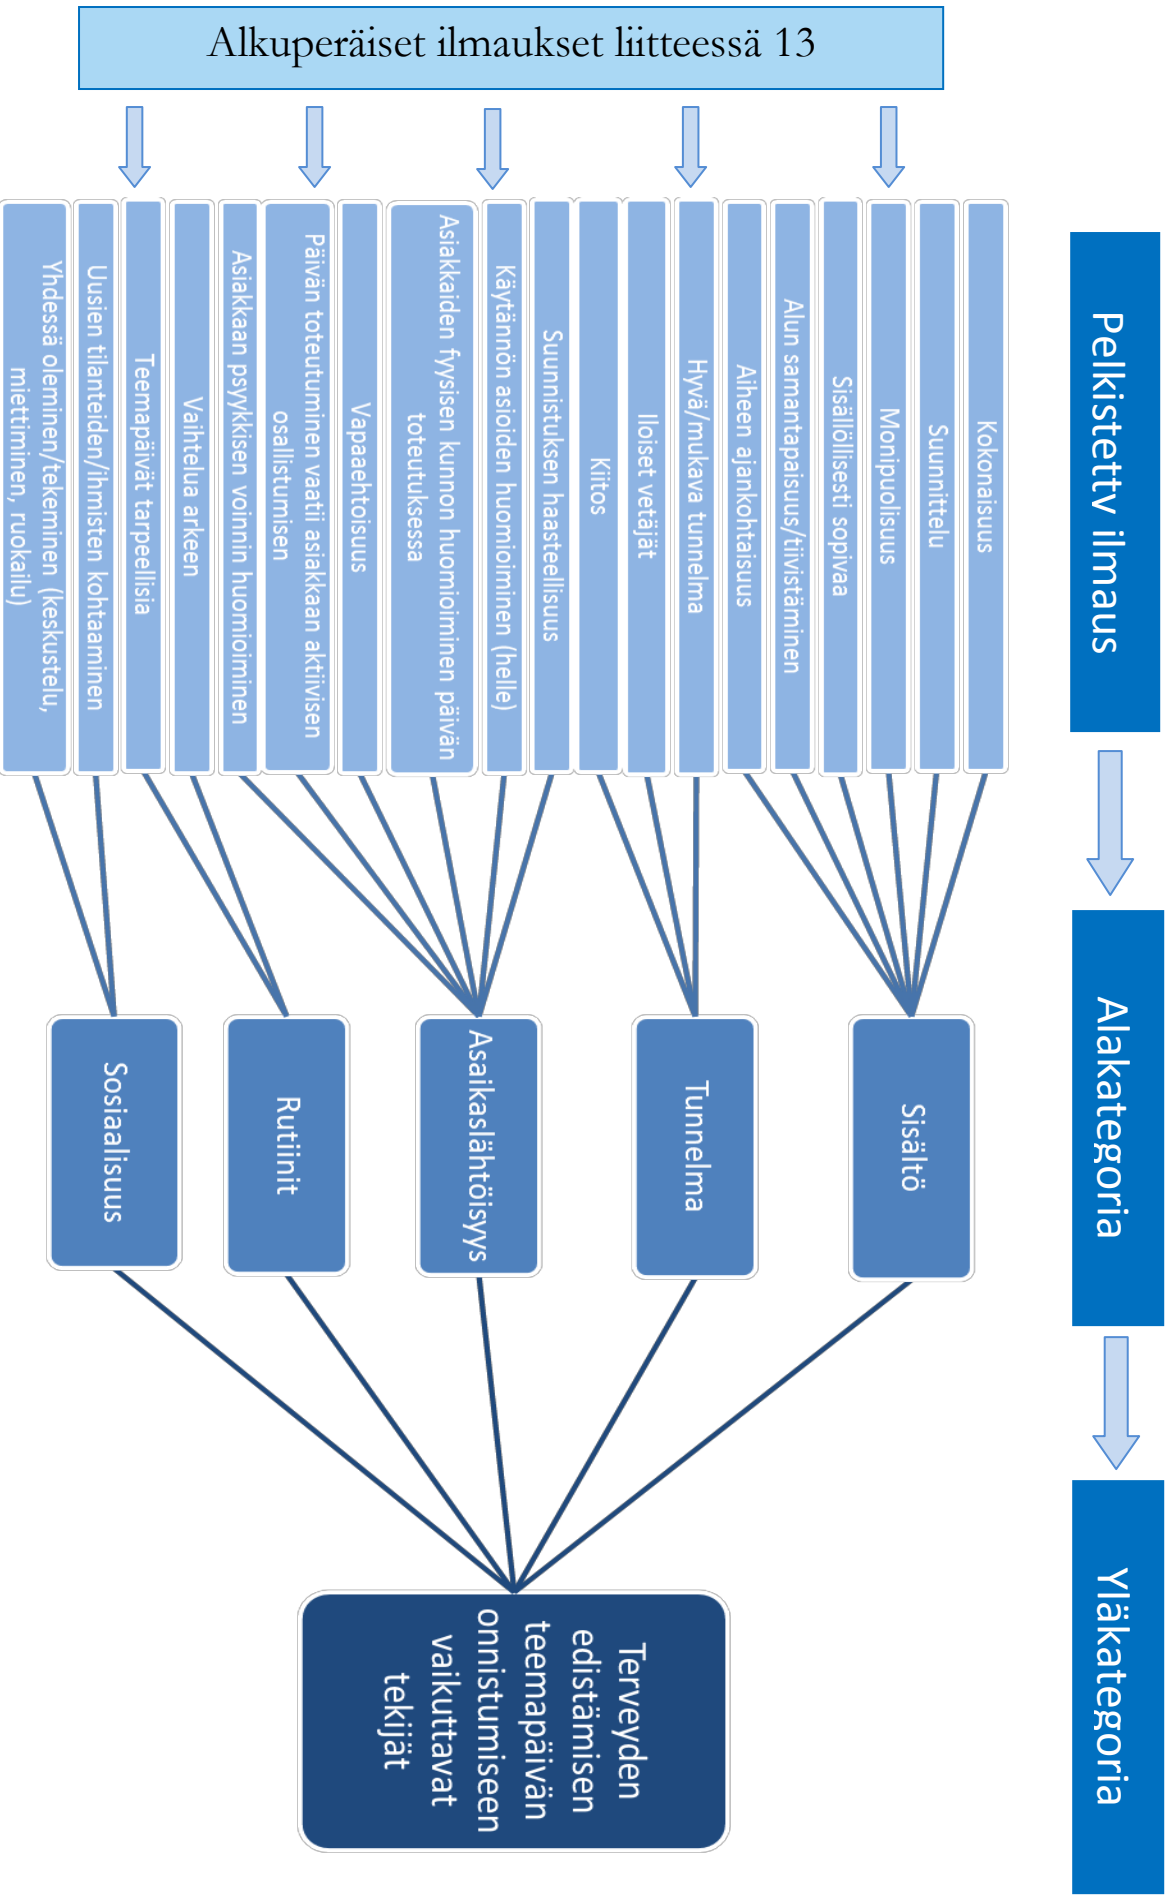 Alkuperäiset ilmaukset liitteessä 13
Pelkistetty ilmaus
Alakategoria
Yläkategoria
Kokonaisuus
Suunnittelu
Monipuolisuus
Sisällöllisesti sopivaa
Alun samantapaisuus/tiivistäminen
Aiheen ajankohtaisuus
Hyvä/mukava tunnelma
Iloiset vetäjät
Kiitos
Suunnistuksen haasteellisuus
Käytännön asioiden huomioiminen (helle)
Asiakkaiden fyysisen kunnon huomioiminen päivän
toteutuksessa
Vapaaehtoisuus
Päivän toteutuminen vaatii asiakkaan aktiivisen
osallistumisen
Asiakkaan psyykkisen voinnin huomioiminen
Vaihtelua arkeen
Teemapäivät tarpeellisia
Uusien tilanteiden/ihmisten kohtaaminen
Yhdessä oleminen/tekeminen (keskustelu,
miettiminen, ruokailu)
Sisältö
Tunnelma
Asaikaslähtöisyys
Rutiinit
Sosiaalisuus
Terveyden
edistämisen
teemapäivän
onnistumiseen
vaikuttavat
tekijät